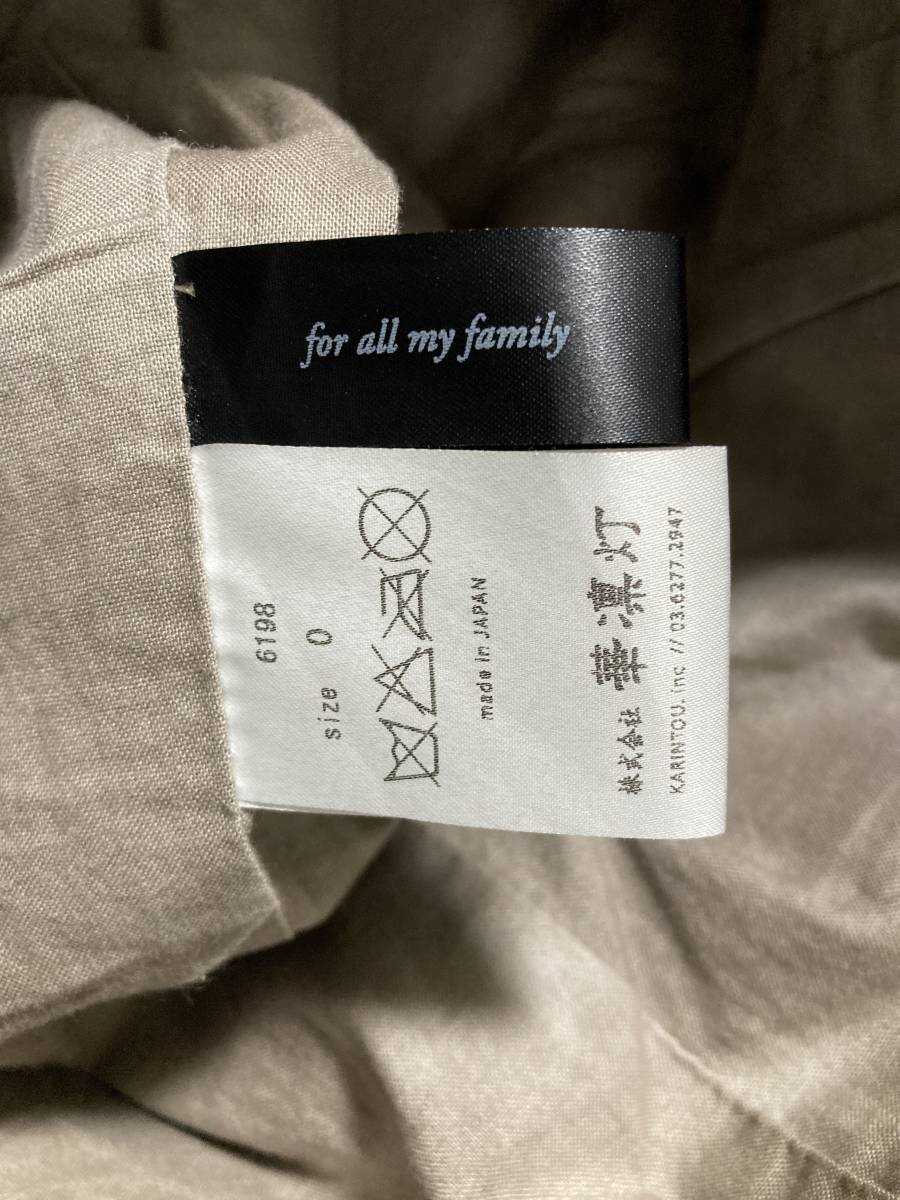 for all my family
6198
size 0
made in JAPAN
株式会社 華凛灯
KARINTOU.inc // 03.6277.2947